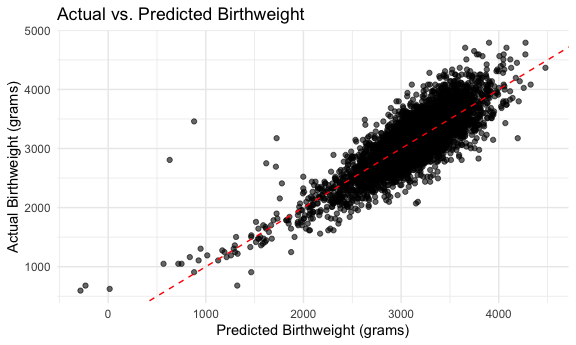 Actual vs. Predicted Birthweight
Actual Birthweight (grams)
5000
4000
3000
2000
1000
0 1000 2000 3000 4000
Predicted Birthweight (grams)